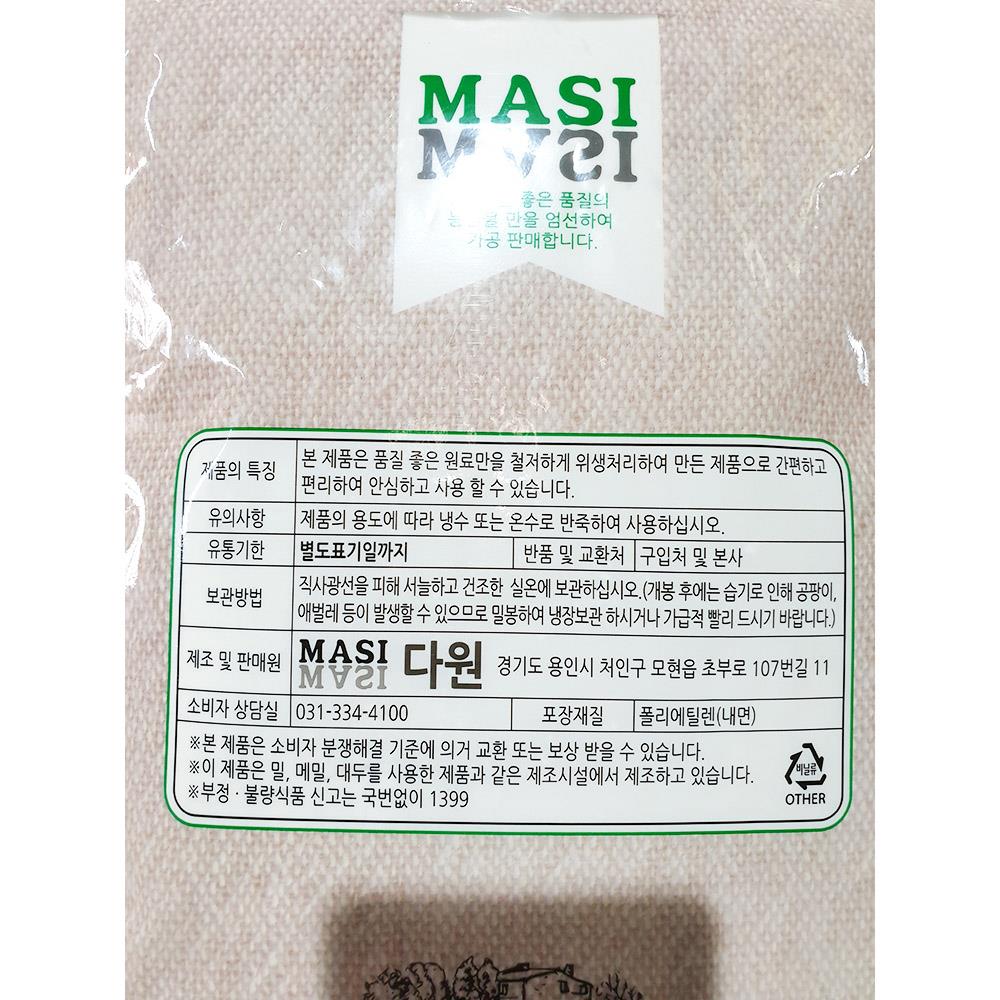 MASI
MASI
좋은 품질의
만을 엄선하여
가공 판매합니다.
제품의 특징 본 제품은 품질 좋은 원료만을 철저하게 위생처리하여 만든 제품으로 간편하고
편리하여 안심하고 사용 할 수 있습니다.
유의사항 제품의 용도에 따라 냉수 또는 온수로 반죽하여 사용하십시오.
유통기한 별도표기일까지 반품 및 교환처 구입처 및 본사
보관방법 직사광선을 피해 서늘하고 건조한 실온에 보관하십시오.(개봉 후에는 습기로 인해 곰팡이,
애벌레 등이 발생할 수 있으므로 밀봉하여 냉장보관 하시거나 가급적 빨리 드시기 바랍니다.)
제조 및 판매원 MASI 다원 경기도 용인시 처인구 모현읍 초부로 107번길 11
MASI
소비자 상담실 031-334-4100 포장재질 폴리에틸렌(내면)
※본 제품은 소비자 분쟁해결 기준에 의거 교환 또는 보상 받을 수 있습니다.
※이 제품은 밀, 메밀, 대두를 사용한 제품과 같은 제조시설에서 제조하고 있습니다.
※부정·불량식품 신고는 국번없이 1399
비닐류
OTHER